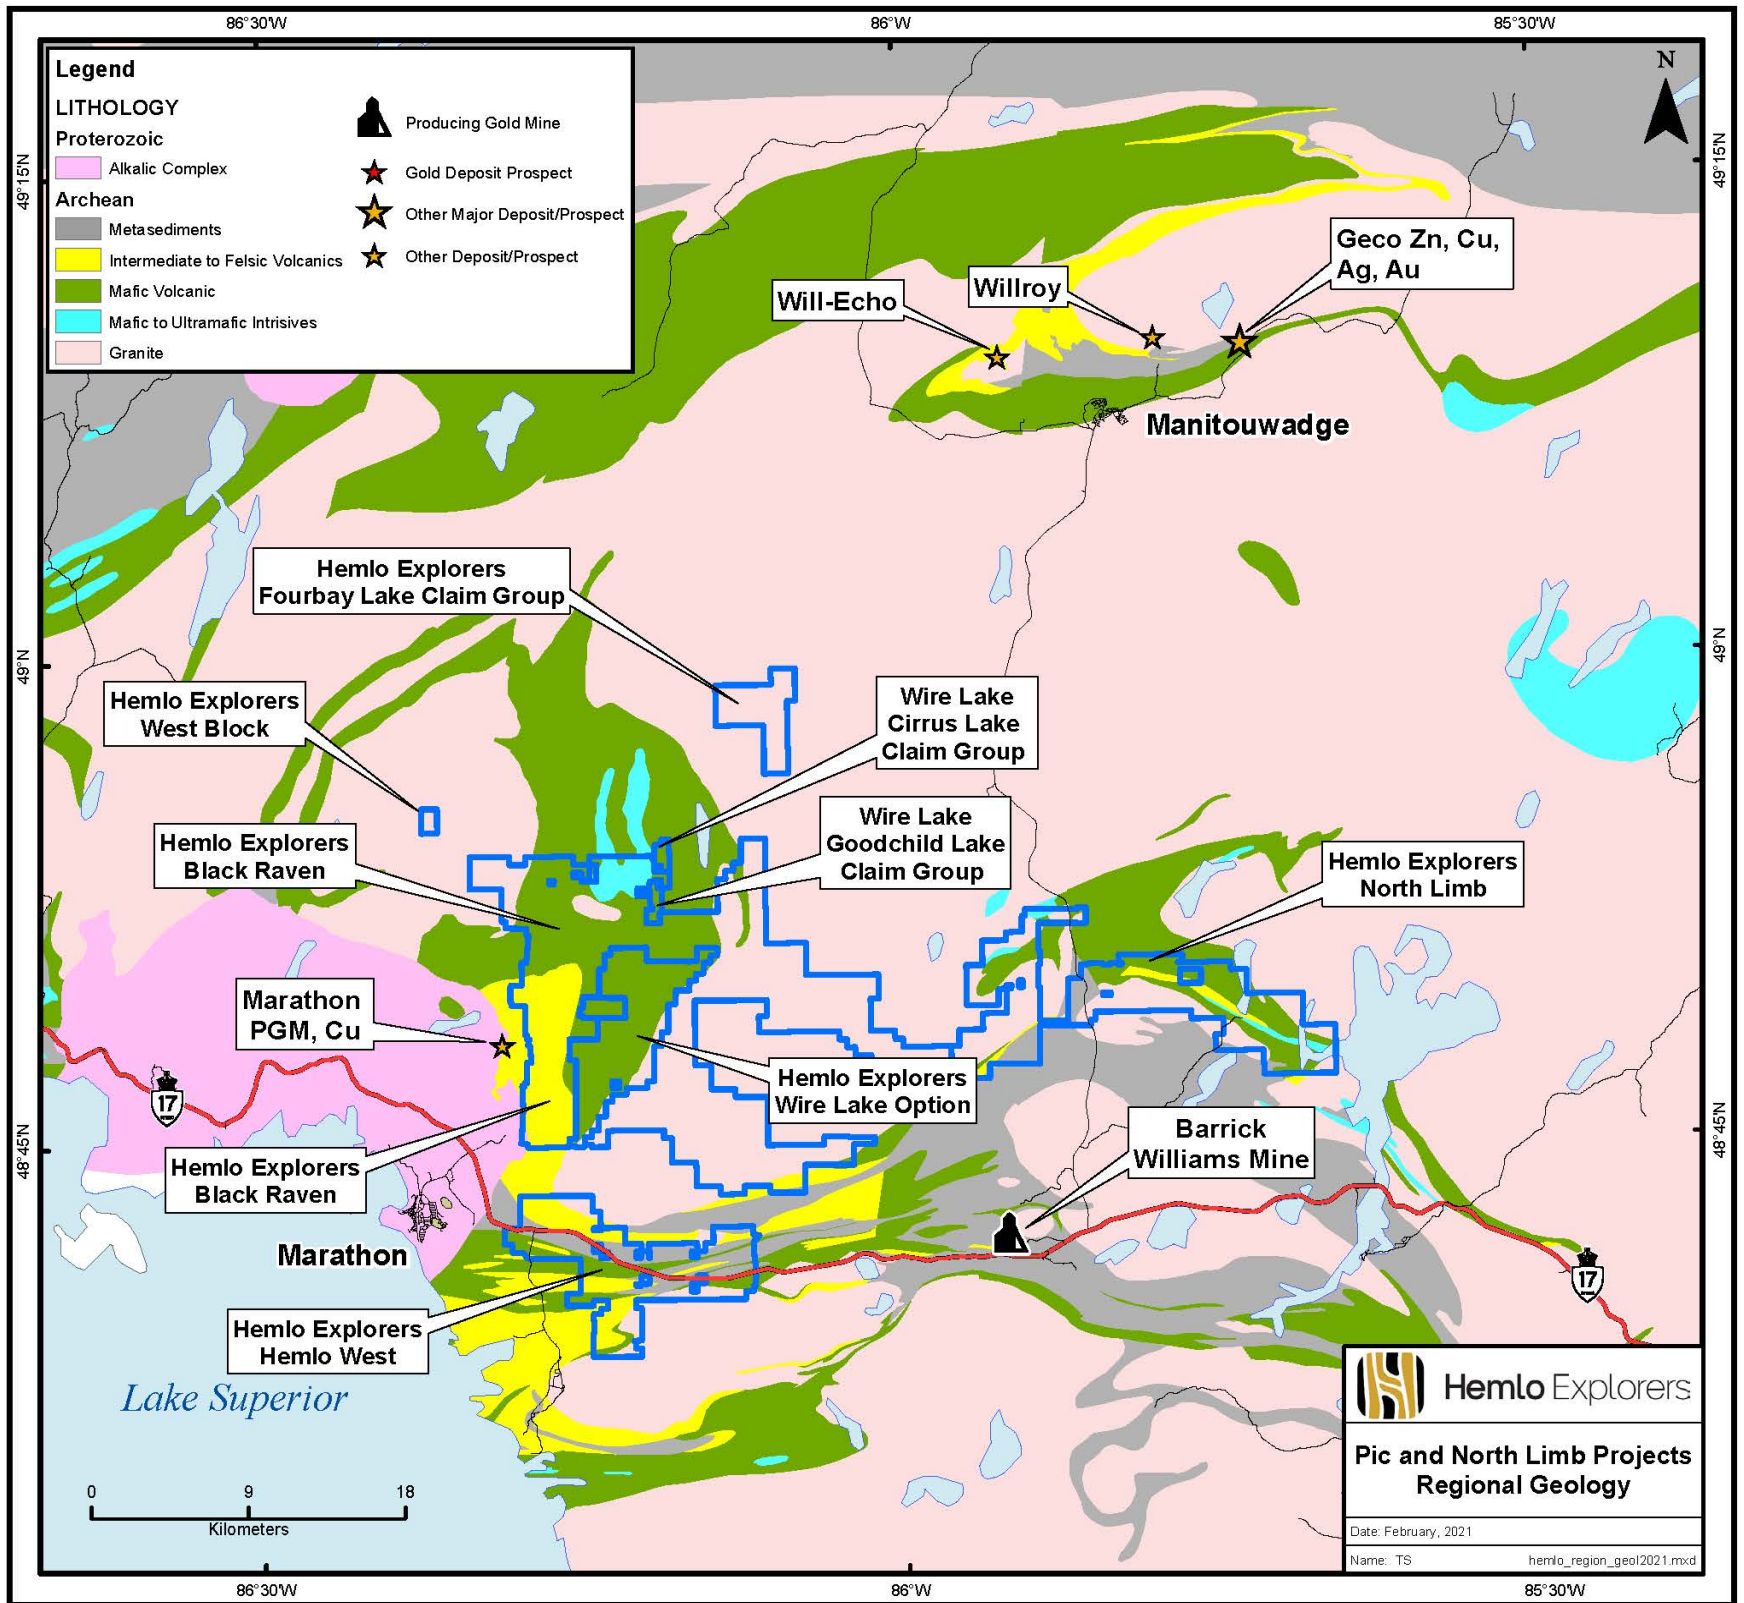 86°30'W
86°W
85°30'W
Legend
LITHOLOGY
Proterozoic
Alkalic Complex
Archean
Metasediments
Intermediate to Felsic Volcanics
Mafic Volcanic
Mafic to Ultramafic Intrisives
Granite
Producing Gold Mine
Gold Deposit Prospect
Other Major Deposit/Prospect
Other Deposit/Prospect
N
49°15'N
49°15'N
Geco Zn, Cu,
Ag, Au
Willroy
Will-Echo
Manitouwadge
Hemlo Explorers
Fourbay Lake Claim Group
49°N
49°N
Hemlo Explorers
West Block
Wire Lake
Cirrus Lake
Claim Group
Wire Lake
Goodchild Lake
Claim Group
Hemlo Explorers
Black Raven
Hemlo Explorers
North Limb
Marathon
PGM, Cu
Hemlo Explorers
Wire Lake Option
17
48°45'N
48°45'N
Barrick
Williams Mine
Hemlo Explorers
Black Raven
Marathon
17
Hemlo Explorers
Hemlo West
Lake Superior
0 9 18
Kilometers
Hemlo Explorers
Pic and North Limb Projects
Regional Geology
Date: February, 2021
Name: TS hemlo_region_geol2021.mxd
86°30'W
86°W
85°30'W